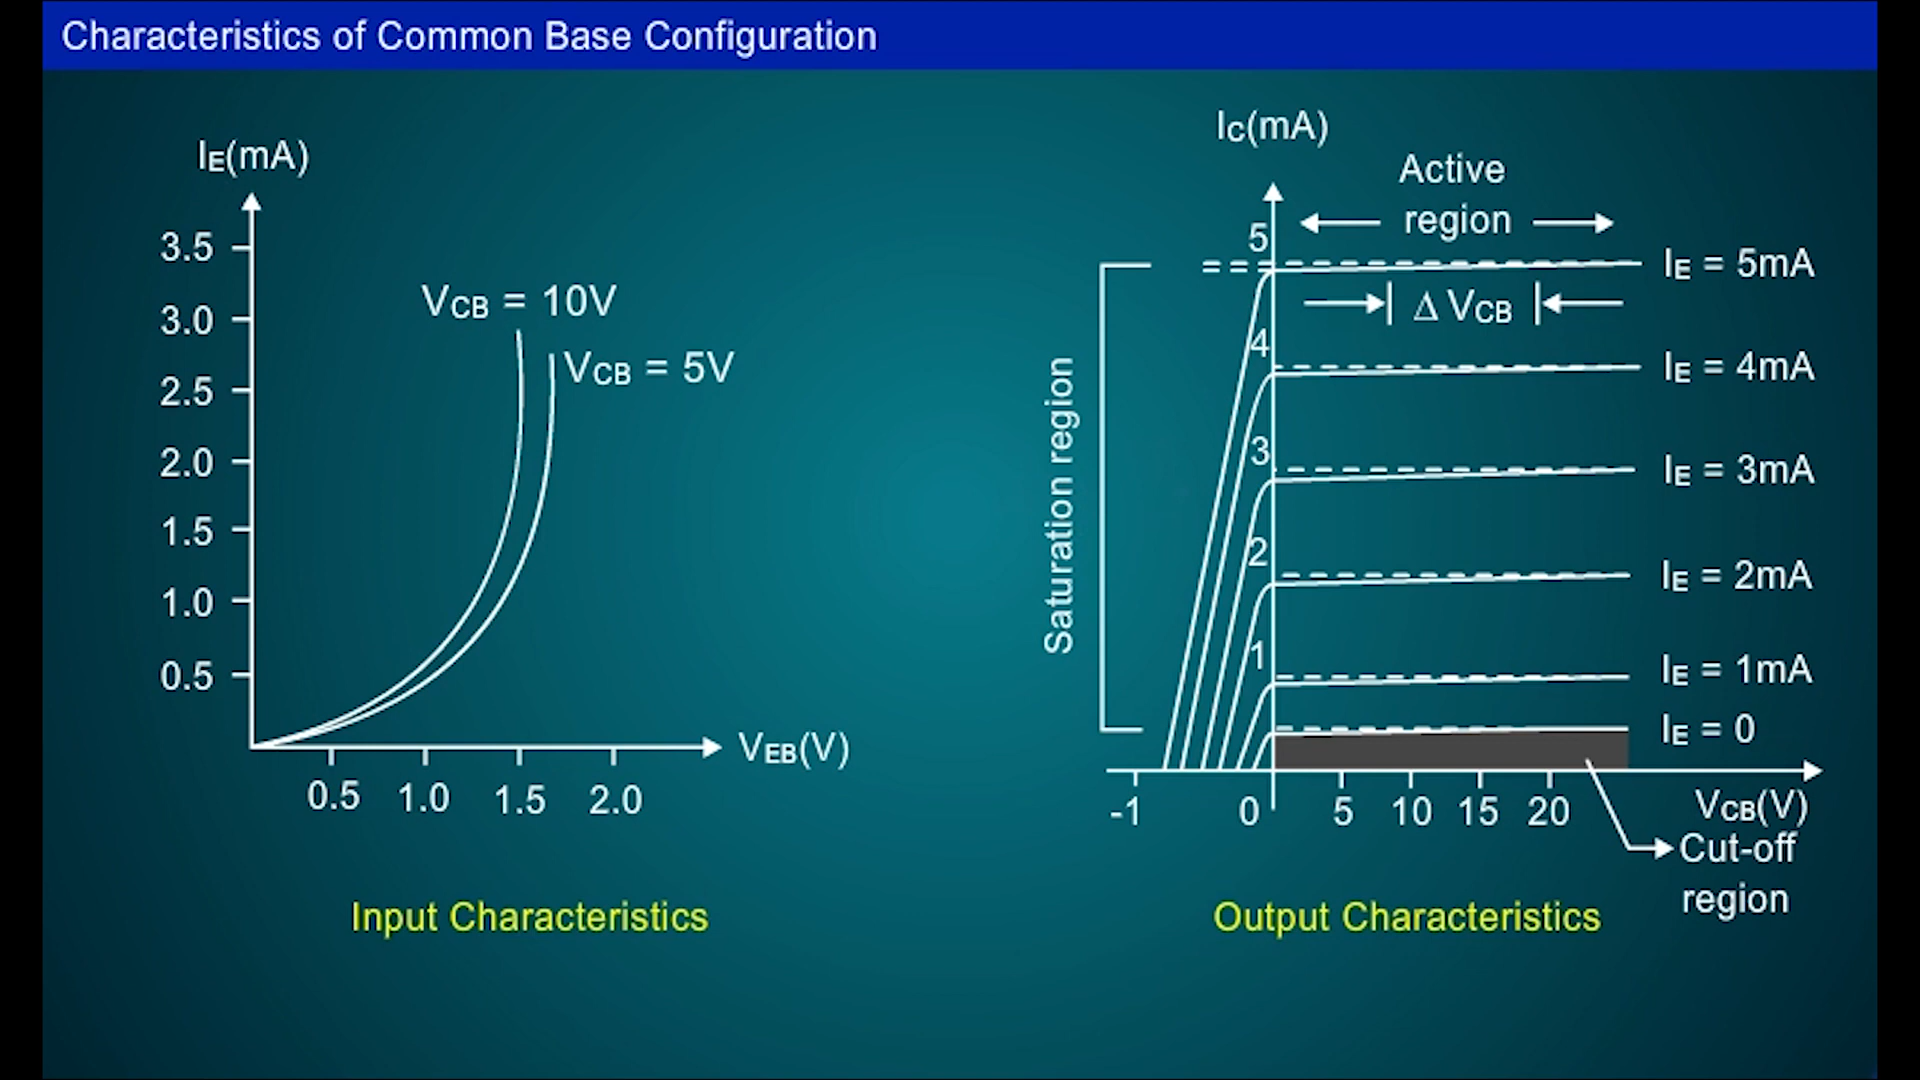 Characteristics of Common Base Configuration
IE(mA)
3.5
3.0
2.5
2.0
1.5
1.0
0.5
VCB = 10V
VCB = 5V
VEB(V)
0.5 1.0 1.5 2.0
Input Characteristics
IC(mA)
Active
region
5
4
3
2
1
Δ VCB
Saturation region
IE = 5mA
IE = 4mA
IE = 3mA
IE = 2mA
IE = 1mA
IE = 0
-1 0 5 10 15 20
VCB(V)
Cut-off
region
Output Characteristics